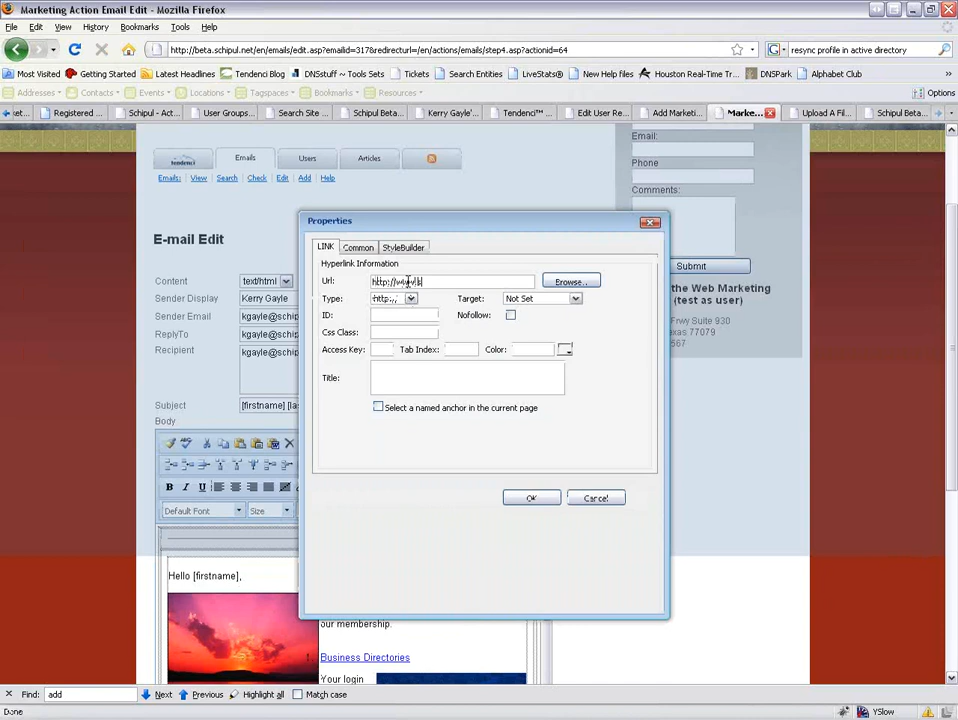 Marketing Action Email Edit - Mozilla Firefox
File Edit View History Bookmarks Tools Help
http://beta.schipul.net/en/emails/edit.asp?emailid=317&redirecturl=/en/actions/emails/step4.asp?actionid=64
resync profile in active directory
Most Visited Getting Started Latest Headlines Tendenci Blog DNSstuff ~ Tools Sets Tickets Search Entities LiveStats® New Help files Houston Real-Time Tr... DNSPark Alphabet Club
Addresses Contacts Events Locations Tagspaces Bookmarks Resources Options
ket... Registered ... Schipul - Act... User Groups... Search Site ... Schipul Beta... Kerry Gayle'... Tendenci™ ... Edit User Re... Add Marketi... Marke... Upload A Fil... Schipul Beta...
Email:
tendenci Emails Users Articles
Phone
Emails: View Search Check Edit Add Help
Comments:
Properties
E-mail Edit
LINK Common StyleBuilder
Hyperlink Information
Submit
Content text/html
Url: Browse..
the Web Marketing
Sender Display Kerry Gayle
Type: Target: Not Set
(test as user)
Sender Email kgayle@schip
ID: Nofollow:
Frwy Suite 930
ReplyTo kgayle@schip
Css Class:
exas 77079
Recipient kgayle@schip
Access Key: Tab Index: Color:
567
Title:
Subject [firstname] [la
Select a named anchor in the current page
Body
B I U
OK Cancel
Default Font Size
Hello [firstname],
our membership.
Business Directories
Your login
Find: add Next Previous Highlight all Match case
Done YSlow